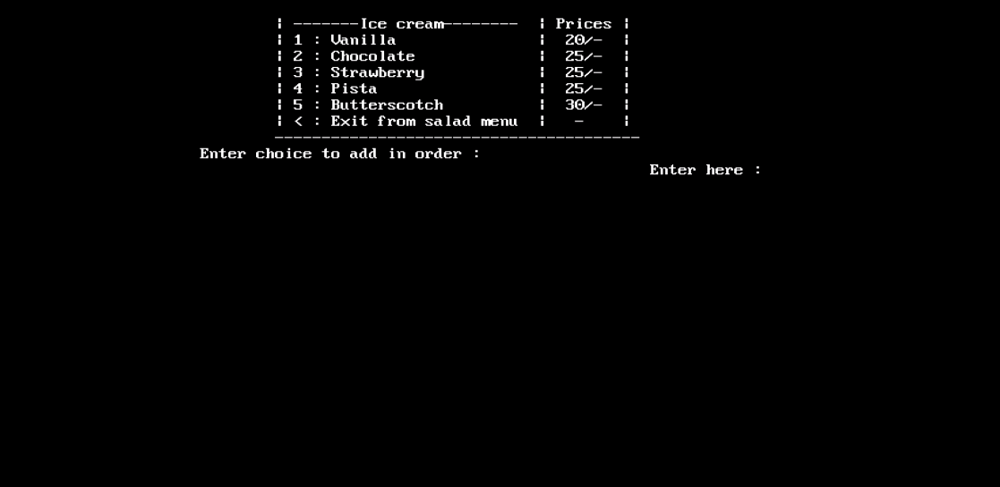 ¦ -------Ice cream-------- ¦ Prices ¦
¦ 1 : Vanilla ¦ 20/- ¦
¦ 2 : Chocolate ¦ 25/- ¦
¦ 3 : Strawberry ¦ 25/- ¦
¦ 4 : Pista ¦ 25/- ¦
¦ 5 : Butterscotch ¦ 30/- ¦
¦ < : Exit from salad menu ¦ - ¦
---------------------------------------
Enter choice to add in order :
Enter here :